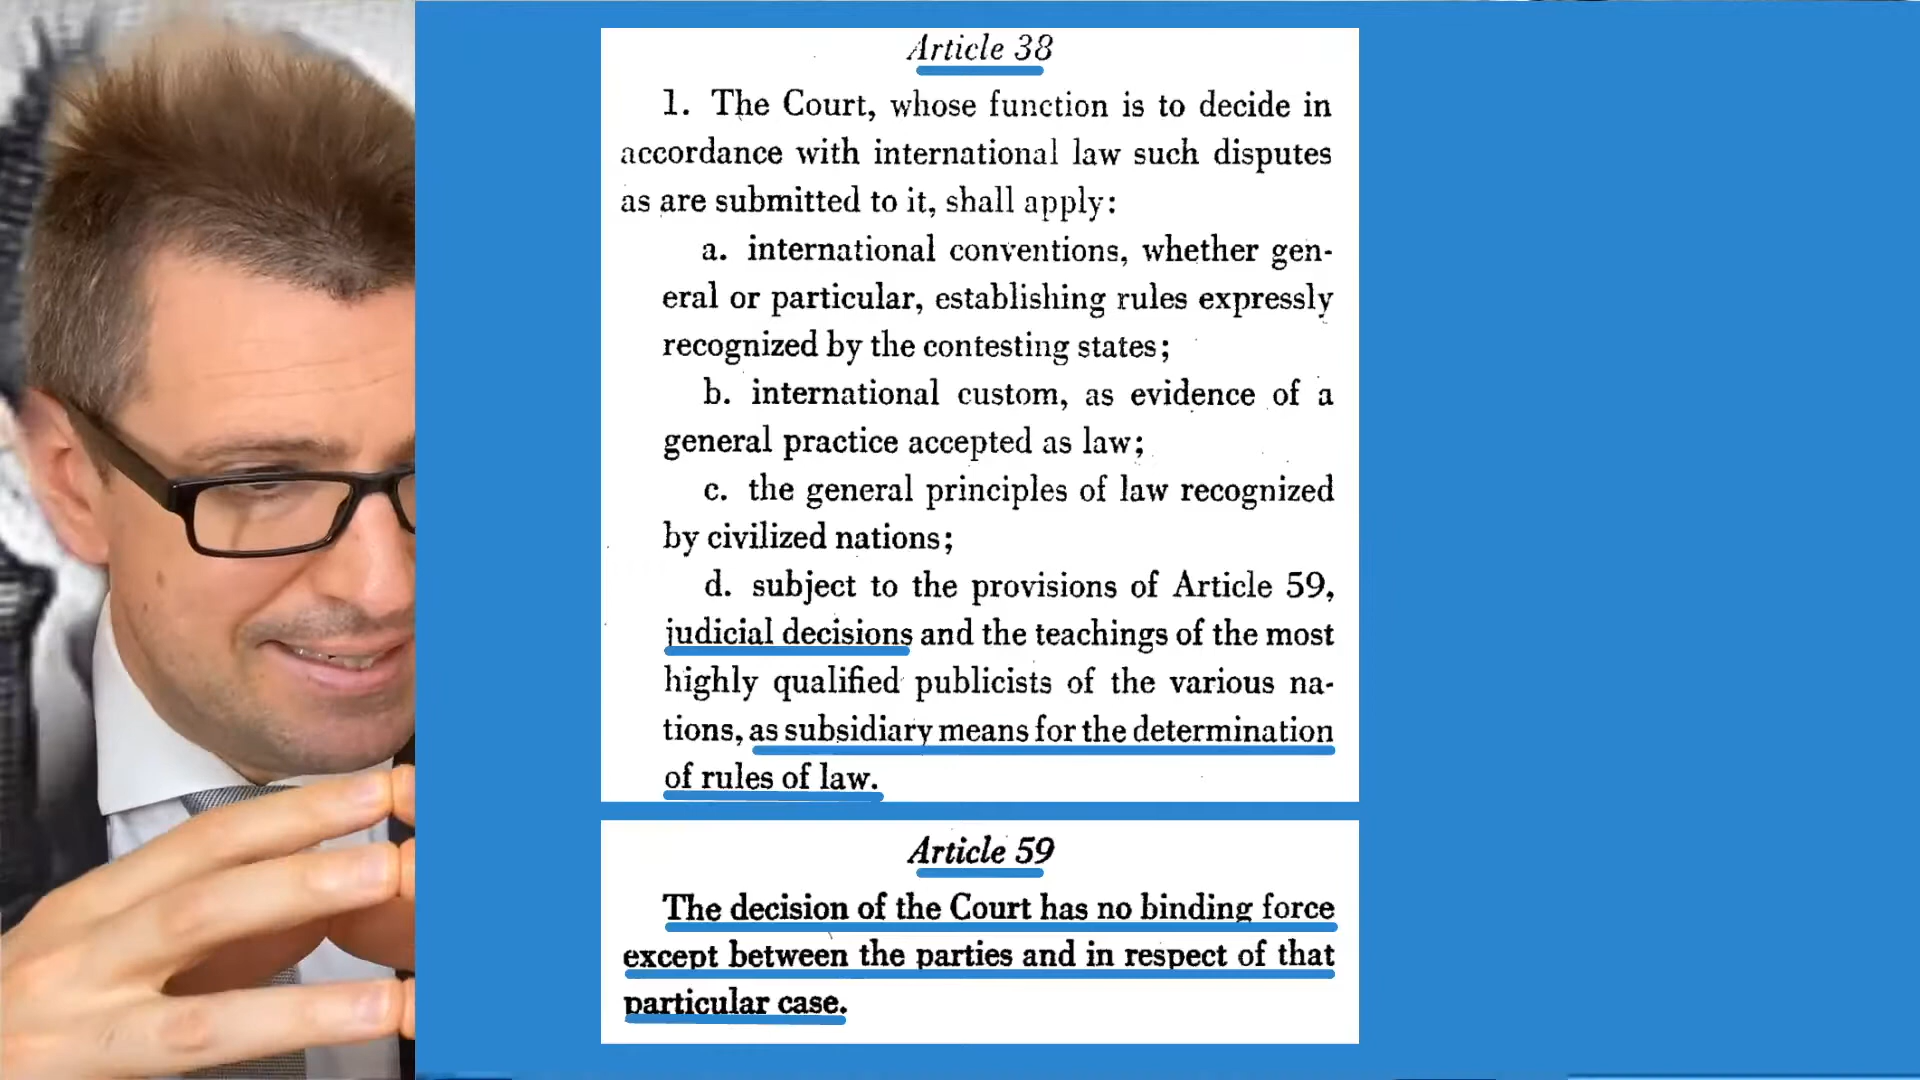 Article 38
1. The Court, whose function is to decide in
accordance with international law such disputes
as are submitted to it, shall apply:
a. international conventions, whether gen-
eral or particular, establishing rules expressly
recognized by the contesting states;
b. international custom, as evidence of a
general practice accepted as law;
c. the general principles of law recognized
by civilized nations;
d. subject to the provisions of Article 59,
judicial decisions and the teachings of the most
highly qualified publicists of the various na-
tions, as subsidiary means for the determination
of rules of law.
Article 59
The decision of the Court has no binding force
except between the parties and in respect of that
particular case.